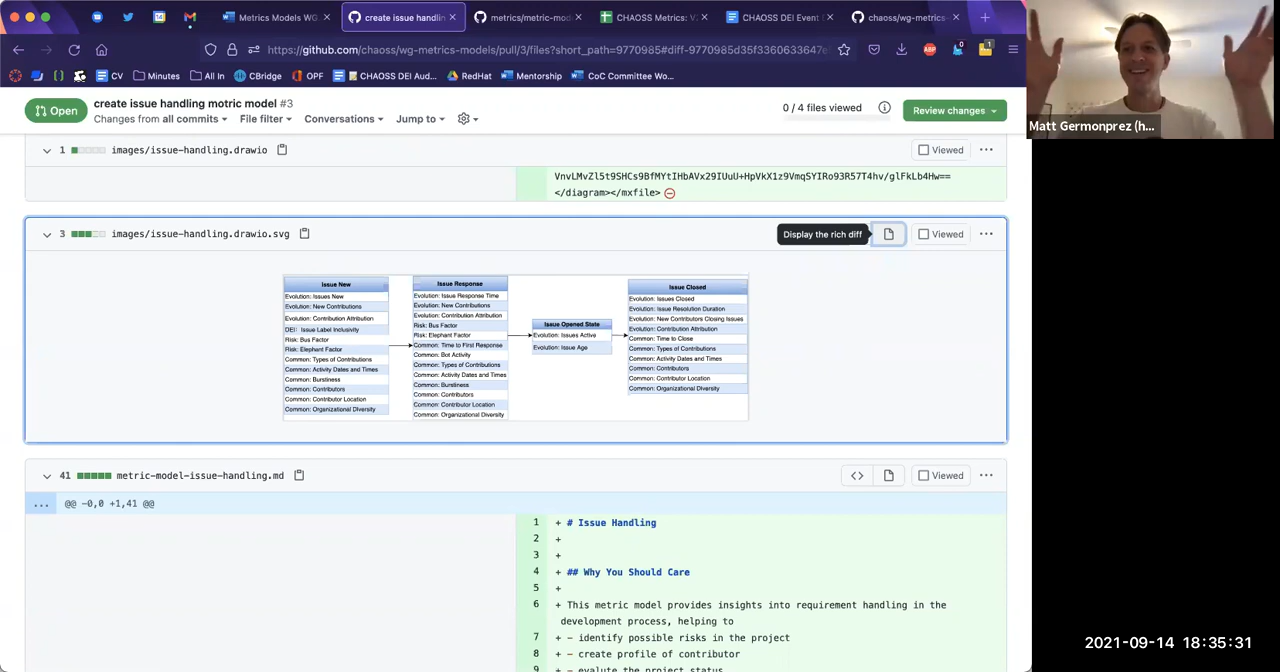 Metrics Models WG
create issue handlin
metrics/metric-mod
CHAOSS Metrics: V
CHAOSS DEI Event
chaoss/wg-metrics-
https://github.com/chaoss/wg-metrics-models/pull/3/files?short_path=9770985#diff-9770985d35f3360633647e
ABP
0
1
CV
Minutes
All In
CBridge
OPF
CHAOSS DEI Aud...
RedHat
Mentorship
CoC Committee Wo...
Open
create issue handling motric model #3
Changes from all commits
File filter
Conversations
Jump to
0 / 4 files viewed
Review changes
1
images/issue-handling.drawio
Viewed
VnvLMvZl5t9SHCs9BfMYtIHbAVx29IUuU+HpVkX1z9VmqSYIRo93R57T4hv/glFkLb4Hw==
</diagram></mxfile>
3
images/issue-handling.drawio.svg
Display the rich diff
Viewed
Issue New
Evolution: Issues New
Evolution: New Contributions
Evolution: Contribution Attribution
DEI: Issue Label Inclusivity
Risk: Bus Factor
Risk: Elephant Factor
Common: Types of Contributions
Common: Activity Dates and Times
Common: Burstiness
Common: Contributors
Common: Contributor Location
Common: Organizational Diversity
Issue Response
Evolution: Issue Response Time
Evolution: New Contributions
Evolution: Contribution Attribution
Risk: Bus Factor
Risk: Elephant Factor
Common: Time to First Response
Common: Bot Activity
Common: Types of Contributions
Common: Activity Dates and Times
Common: Burstiness
Common: Contributors
Common: Contributor Location
Common: Organizational Diversity
Issue Opened State
Evolution: Issues Active
Evolution: Issue Age
Issue Closed
Evolution: Issues Closed
Evolution: Issue Resolution Duration
Evolution: New Contributors Closing Issues
Evolution: Contribution Attribution
Common: Time to Close
Common: Types of Contributions
Common: Activity Dates and Times
Common: Contributors
Common: Contributor Location
Common: Organizational Diversity
41
metric-model-issue-handling.md
Viewed
... @@ -0,0 +1,41 @@
1 + # Issue Handling
2 +
3 +
4 + ## Why You Should Care
5 +
6 + This metric model provides insights into requirement handling in the
development process, helping to
7 + - identify possible risks in the project
8 + - create profile of contributor
9 + - evalute the project status
Matt Germonprez (h...
2021-09-14 18:35:31